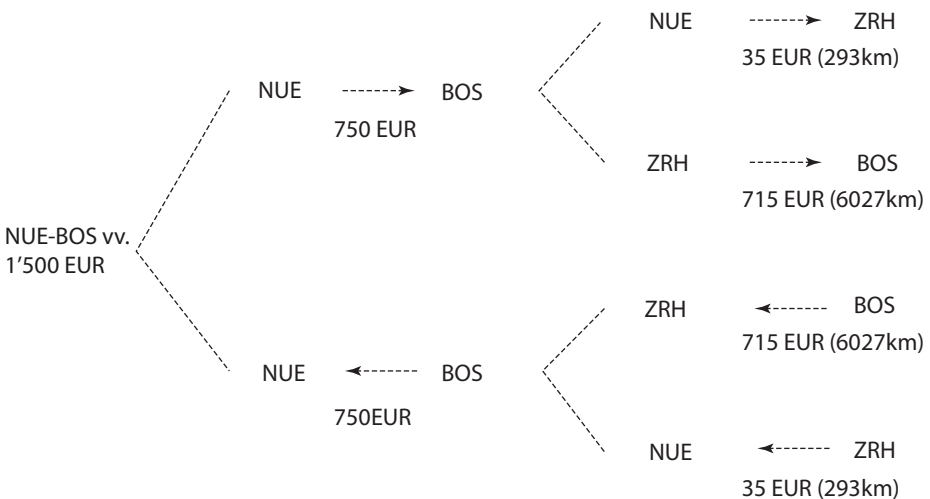 NUE ZRH
35 EUR (293km)
NUE BOS
750 EUR
ZRH BOS
715 EUR (6027km)
NUE-BOS vv.
1'500 EUR
ZRH BOS
715 EUR (6027km)
NUE BOS
750EUR
NUE ZRH
35 EUR (293km)